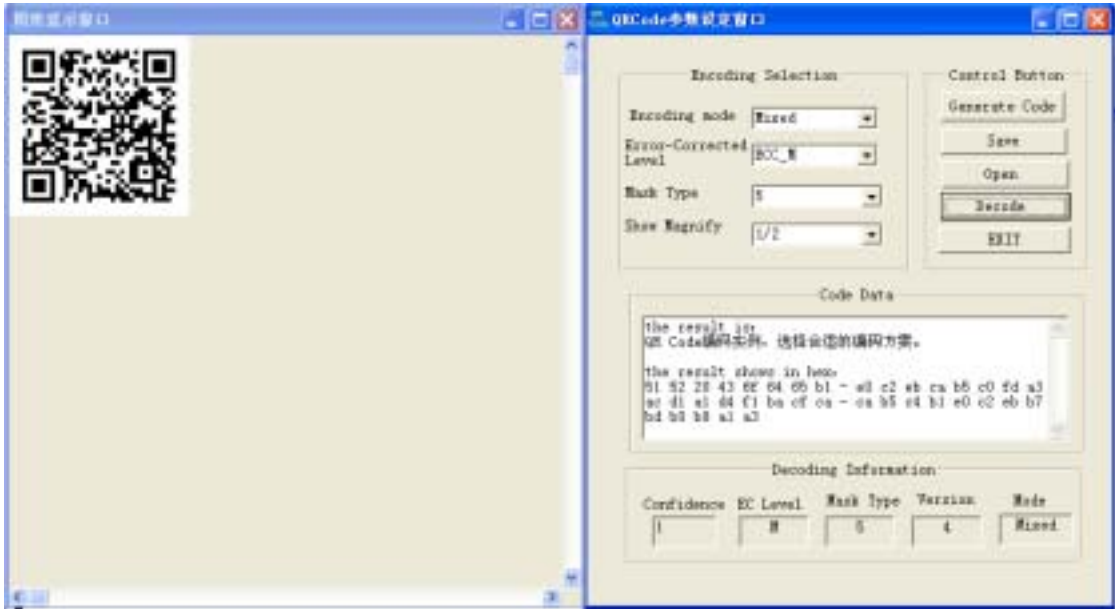 图像显示窗口
QRCode参数设定窗口
Encoding Selection
Encoding mode Mixed
Error-Corrected Level ECC_M
Mask Type 5
Show Magnify 1/2
Control Button
Generate Code
Save
Open
Decode
EXIT
Code Data
the result is:
QR Code编码实例，选择合适的编码方案。
the result shows in hex:
51 52 20 43 6f 64 65 b1 - e0 c2 eb ca b5 c0 fd a3
ac d1 a1 d4 f1 ba cf ca - ca b5 c4 b1 e0 c2 eb b7
bd b0 b8 a1 a3
Decoding Information
Confidence EC Level Mask Type Version Mode
1 M 5 4 Mixed